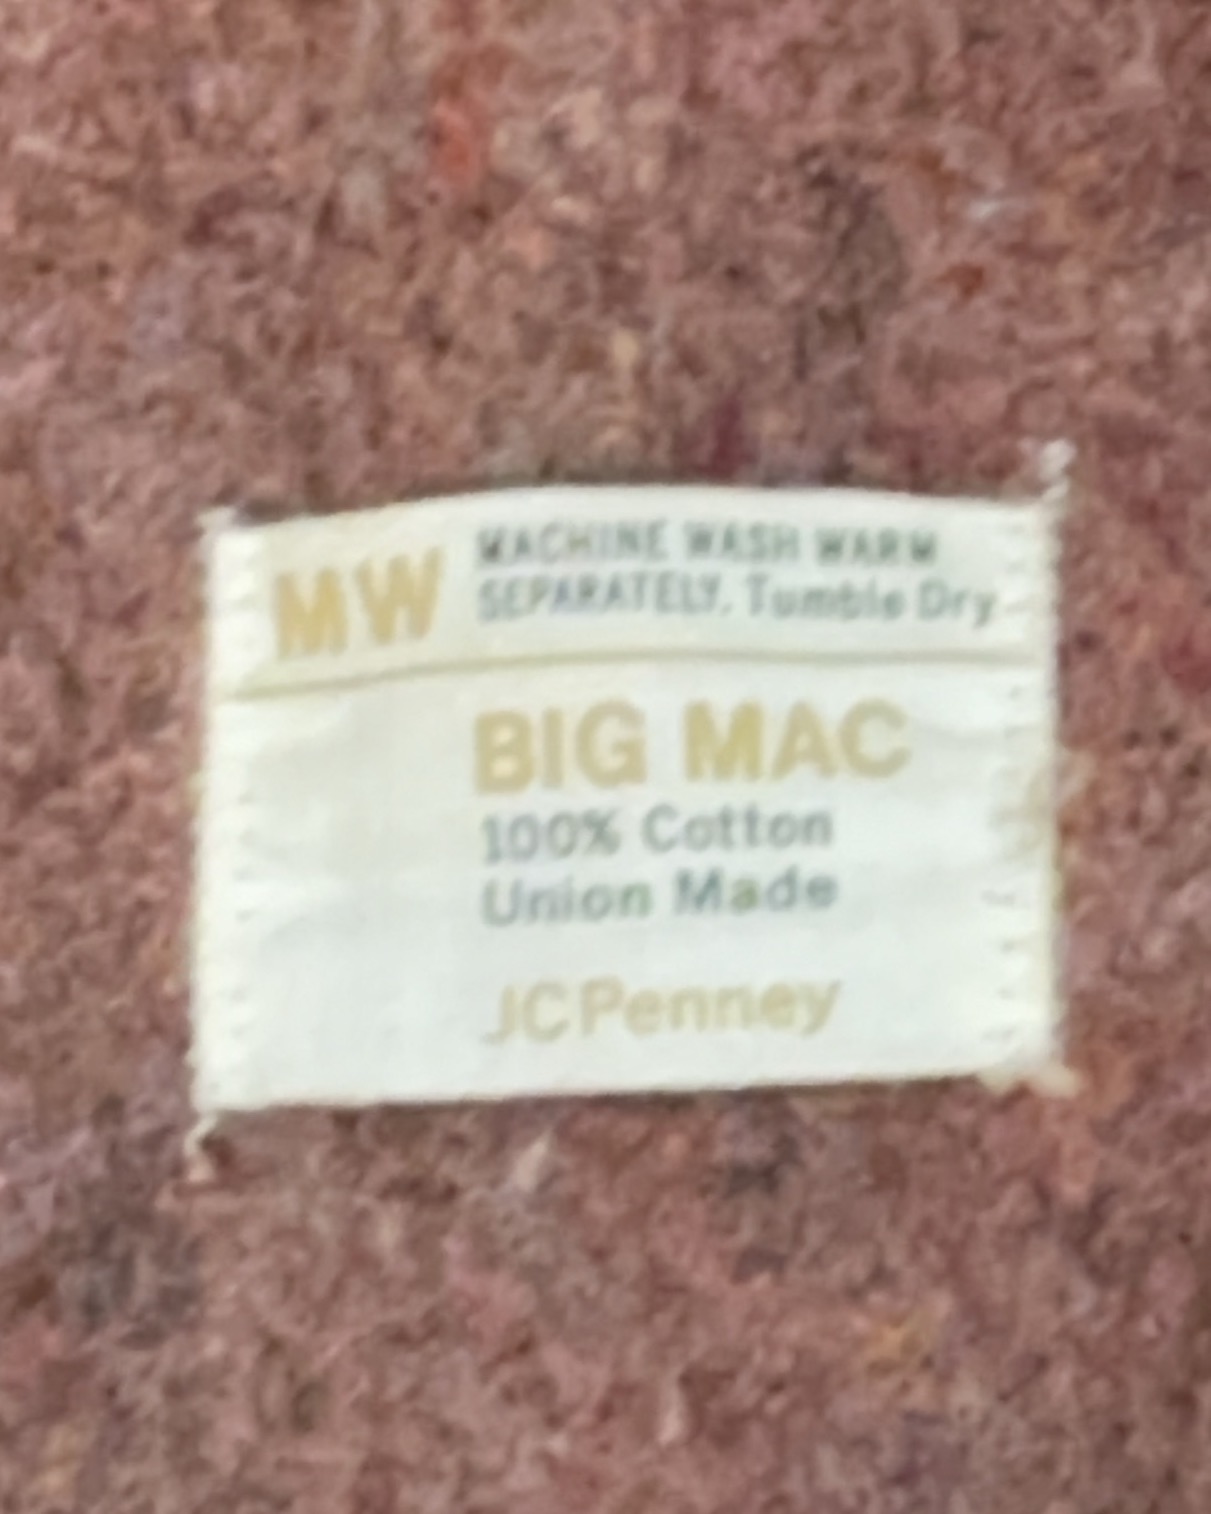 MW
MACHINE WASH WARM
SEPARATELY. Tumble Dry
BIG MAC
100% Cotton
Union Made
JCPenney